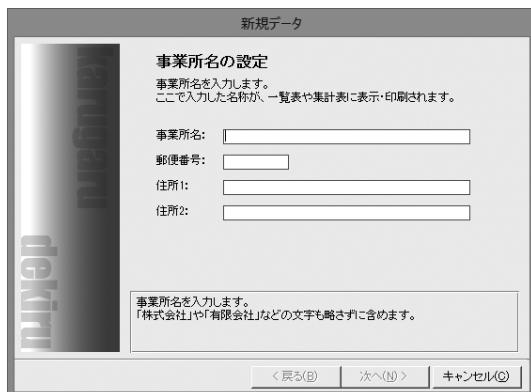 新規データ
karugaru
dekiru
事業所名の設定
事業所名を入力します。
ここで入力した名称が、一覧表や集計表に表示・印刷されます。
事業所名:
郵便番号:
住所1:
住所2:
事業所名を入力します。
「株式会社」や「有限会社」などの文字も略さずに含めます。
< 戻る(B)
次へ(N) >
キャンセル(C)